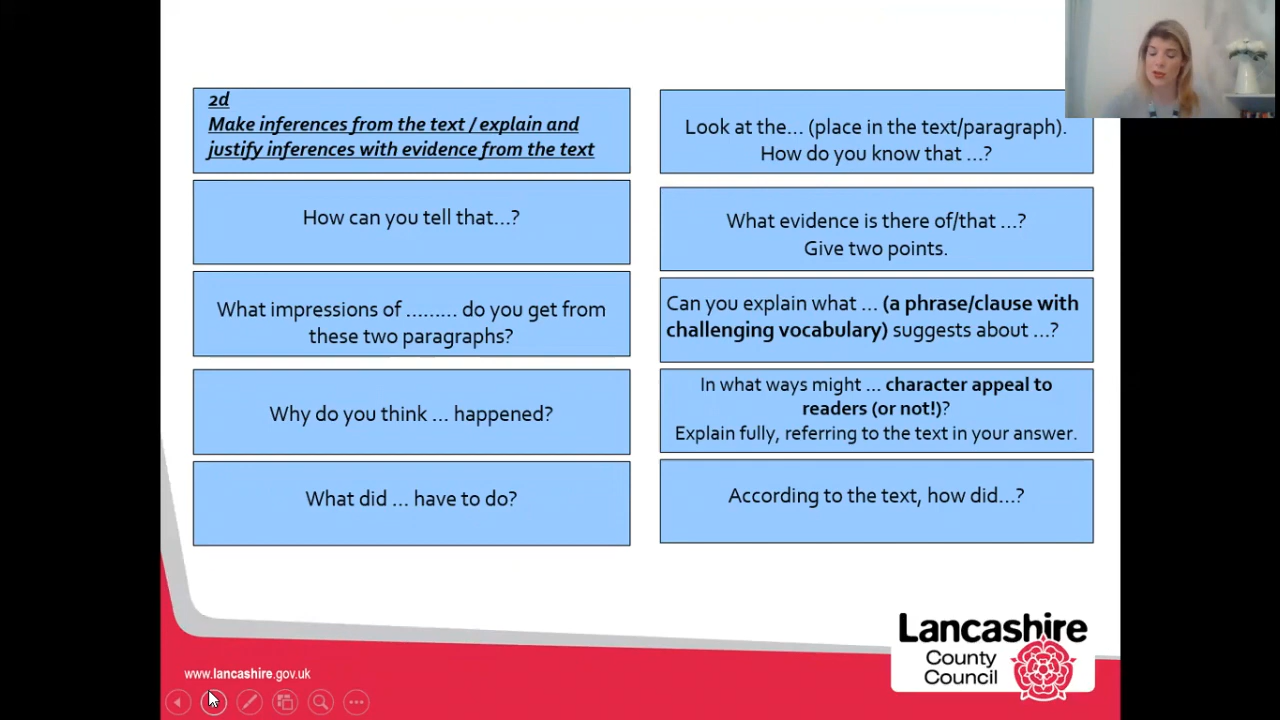 2d
Make inferences from the text / explain and
justify inferences with evidence from the text
How can you tell that...?
What impressions of ......... do you get from
these two paragraphs?
Why do you think ... happened?
What did ... have to do?
Look at the... (place in the text/paragraph).
How do you know that ...?
What evidence is there of/that ...?
Give two points.
Can you explain what ... (a phrase/clause with
challenging vocabulary) suggests about ...?
In what ways might ... character appeal to
readers (or not!)?
Explain fully, referring to the text in your answer.
According to the text, how did...?
www.lancashire.gov.uk
Lancashire
County
Council